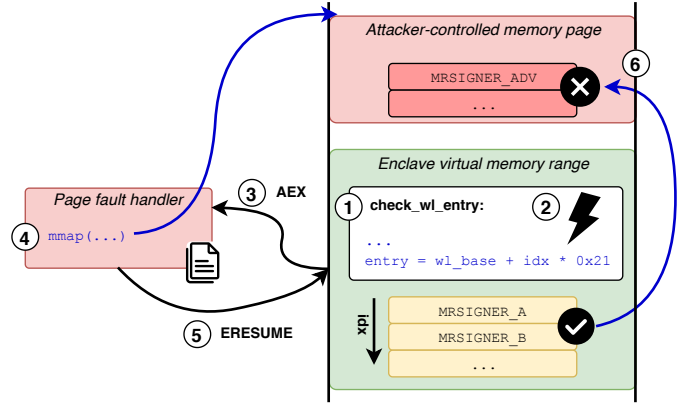 Attacker-controlled memory page
6
MRSIGNER_ADV
...
Enclave virtual memory range
Page fault handler
3 AEX
1 check_wl_entry:
2
4 mmap(...)
...
entry = wl_base + idx * 0x21
5 ERESUME
idx
MRSIGNER_A
MRSIGNER_B
...